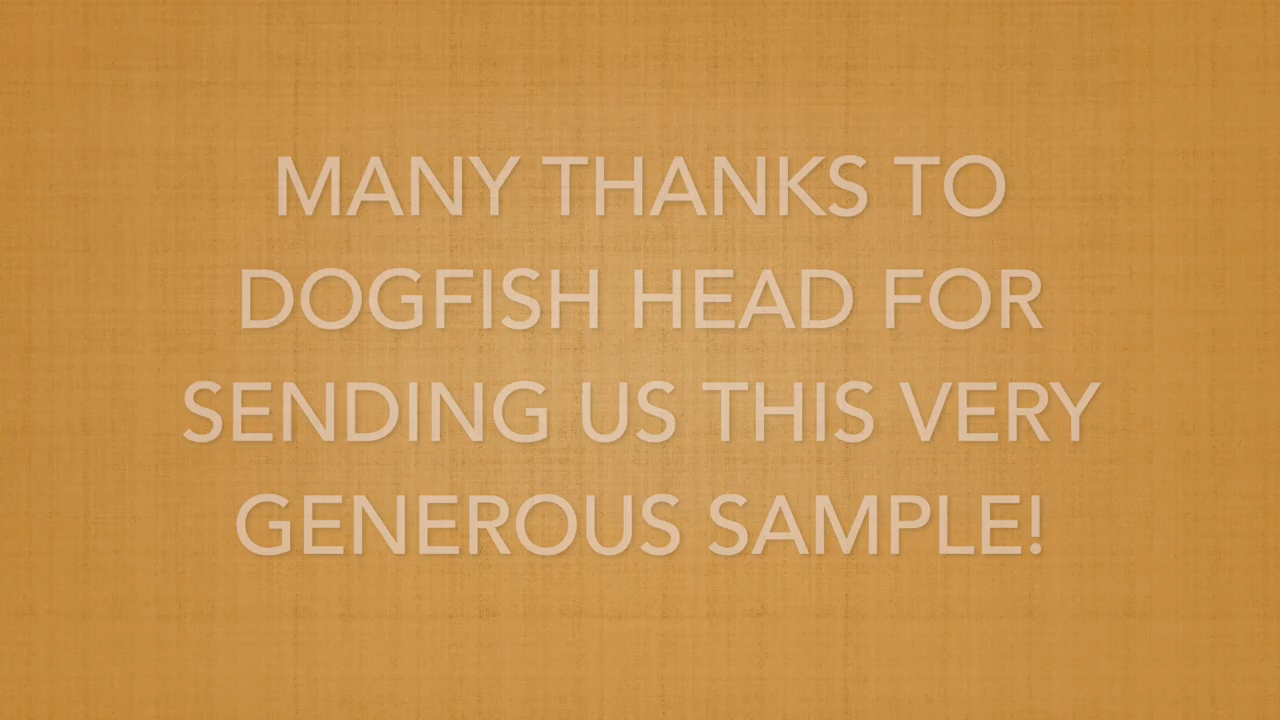 MANY THANKS TO
DOGFISH HEAD FOR
SENDING US THIS VERY
GENEROUS SAMPLE!